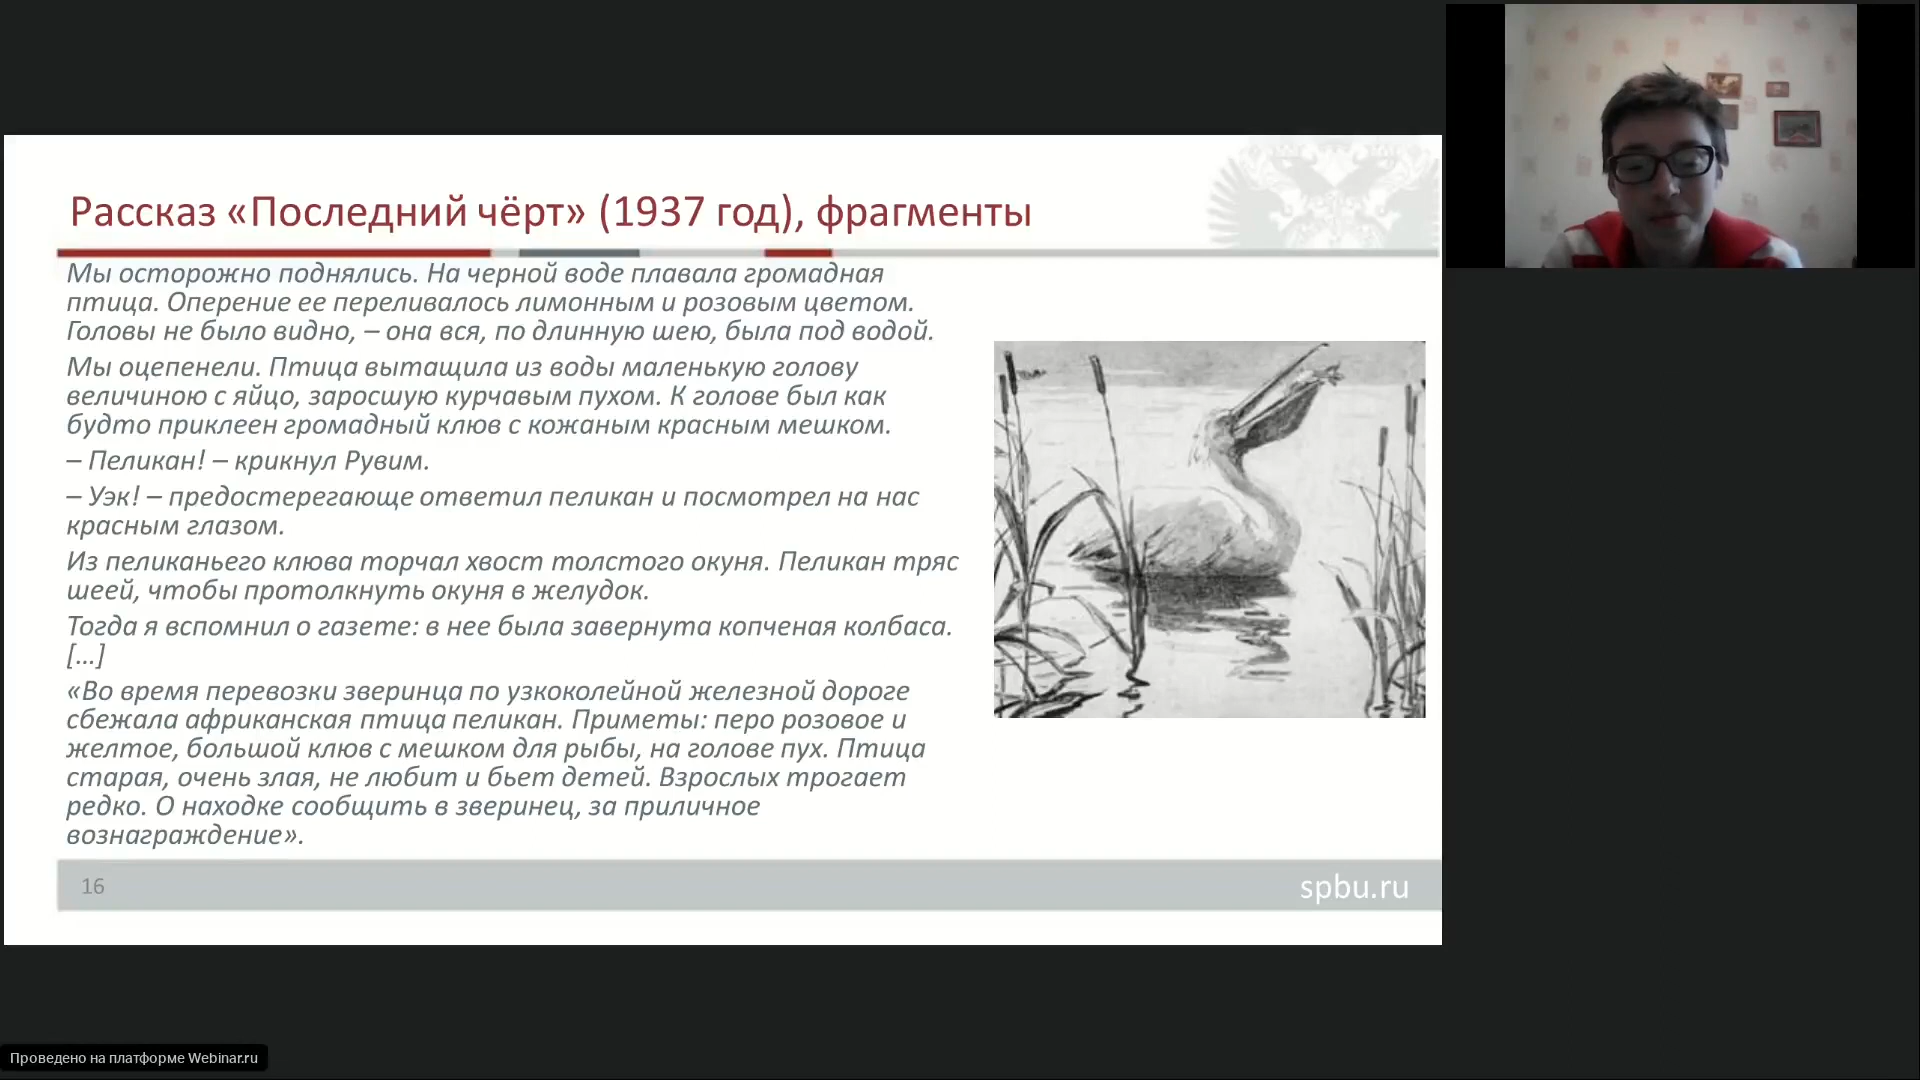 Рассказ «Последний чёрт» (1937 год), фрагменты
Мы осторожно поднялись. На черной воде плавала громадная
птица. Оперение ее переливалось лимонным и розовым цветом.
Головы не было видно, – она вся, по длинную шею, была под водой.
Мы оцепенели. Птица вытащила из воды маленькую голову
величиною с яйцо, заросшую курчавым пухом. К голове был как
будто приклеен громадный клюв с кожаным красным мешком.
– Пеликан! – крикнул Рувим.
– Уэк! – предостерегающе ответил пеликан и посмотрел на нас
красным глазом.
Из пеликаньего клюва торчал хвост толстого окуня. Пеликан тряс
шеей, чтобы протолкнуть окуня в желудок.
Тогда я вспомнил о газете: в нее была завернута копченая колбаса.
[…]
«Во время перевозки зверинца по узкоколейной железной дороге
сбежала африканская птица пеликан. Приметы: перо розовое и
желтое, большой клюв с мешком для рыбы, на голове пух. Птица
старая, очень злая, не любит и бьет детей. Взрослых трогает
редко. О находке сообщить в зверинец, за приличное
вознаграждение».
16
spbu.ru
Проведено на платформе Webinar.ru